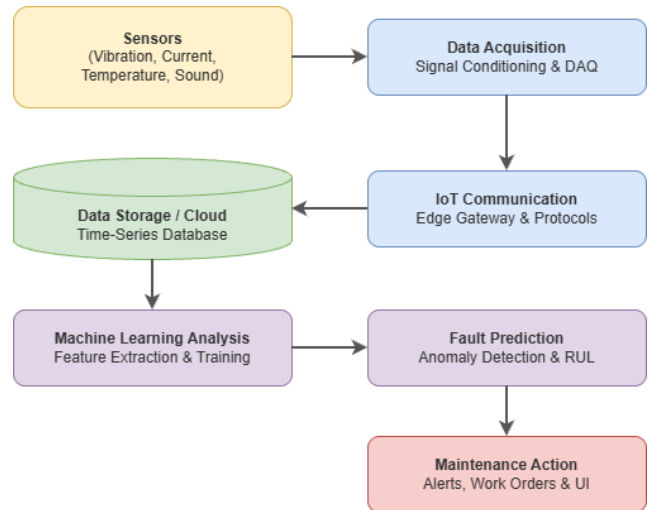 Sensors
(Vibration, Current,
Temperature, Sound)
Data Acquisition
Signal Conditioning & DAQ
IoT Communication
Edge Gateway & Protocols
Data Storage / Cloud
Time-Series Database
Machine Learning Analysis
Feature Extraction & Training
Fault Prediction
Anomaly Detection & RUL
Maintenance Action
Alerts, Work Orders & UI